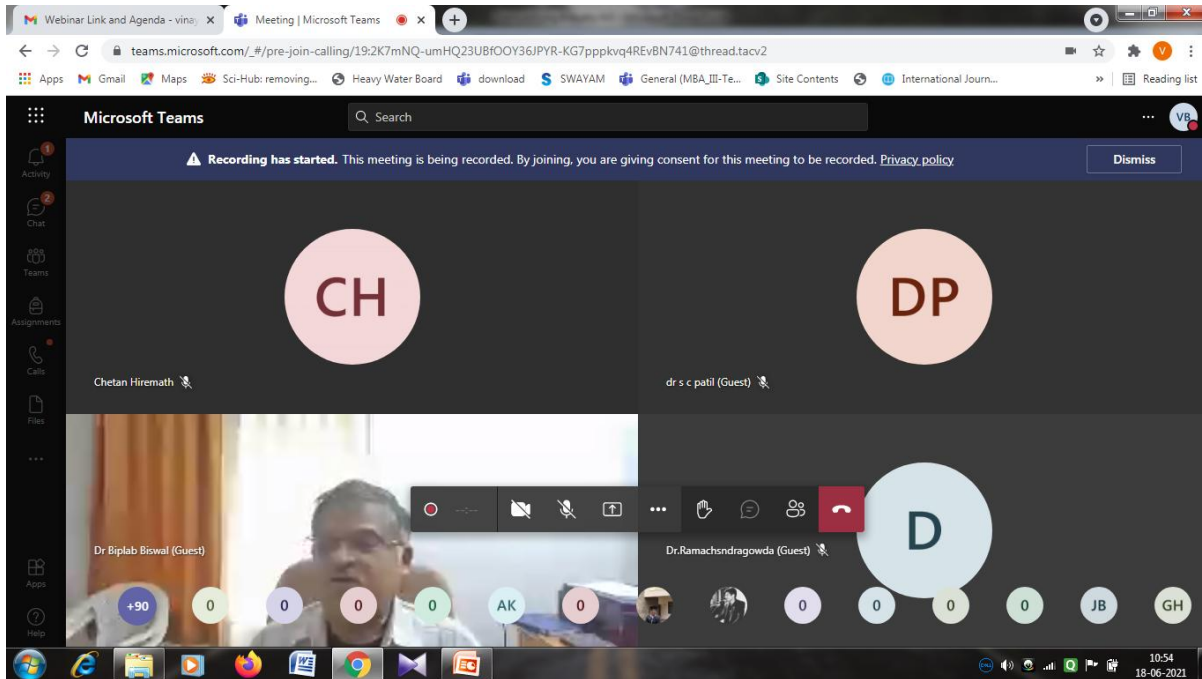 Webinar Link and Agenda - vinay
Meeting | Microsoft Teams
teams.microsoft.com/_#/pre-join-calling/19:2K7mNQ-umHQ23UBfOOY36JPYR-KG7pppkvq4REvBN741@thread.tacv2
Apps Gmail Maps Sci-Hub: removing... Heavy Water Board download SWAYAM General (MBA_III-Te... Site Contents International Journ... » Reading list
Microsoft Teams
Search
VB
Recording has started. This meeting is being recorded. By joining, you are giving consent for this meeting to be recorded. Privacy policy
Dismiss
1
Activity
2
Chat
Teams
Assignments
Calls
Files
Apps
Help
CH
Chetan Hiremath
DP
dr s c patil (Guest)
Dr Biplab Biswal (Guest)
--:--
D
Dr.Ramachsndragowda (Guest)
+90 0 0 0 0 AK 0 0 0 0 0 JB GH
10:54
18-06-2021